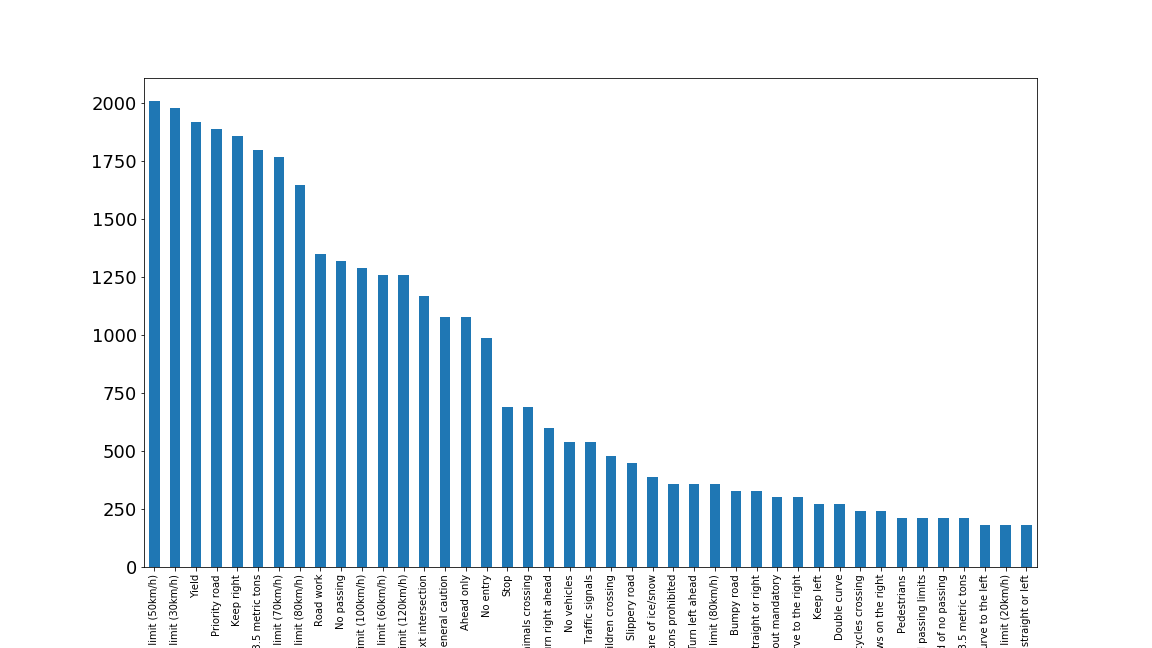 2000
1750
1500
1250
1000
750
500
250
0
limit (50km/h)
limit (30km/h)
Yield
Priority road
Keep right
3.5 metric tons
limit (70km/h)
limit (80km/h)
Road work
No passing
imit (100km/h)
limit (60km/h)
imit (120km/h)
xt intersection
eneral caution
Ahead only
No entry
Stop
imals crossing
rn right ahead
No vehicles
Traffic signals
ildren crossing
Slippery road
are of ice/snow
tons prohibited
Turn left ahead
limit (80km/h)
Bumpy road
traight or right
out mandatory
rve to the right
Keep left
Double curve
ycles crossing
ws on the right
Pedestrians
passing limits
d of no passing
3.5 metric tons
urve to the left
limit (20km/h)
straight or left